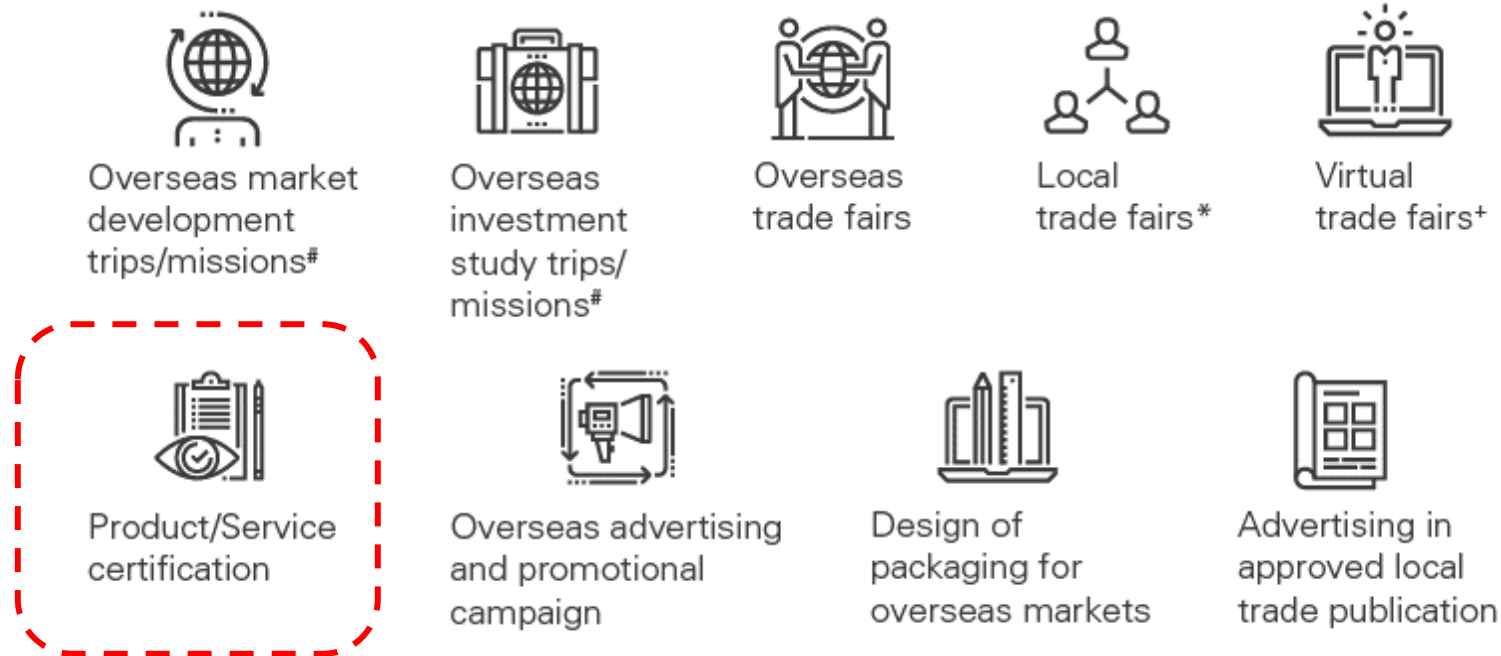 Overseas market
development
trips/missions#
Overseas
investment
study trips/
missions#
Overseas
trade fairs
Local
trade fairs*
Virtual
trade fairs+
Product/Service
certification
Overseas advertising
and promotional
campaign
Design of
packaging for
overseas markets
Advertising in
approved local
trade publication